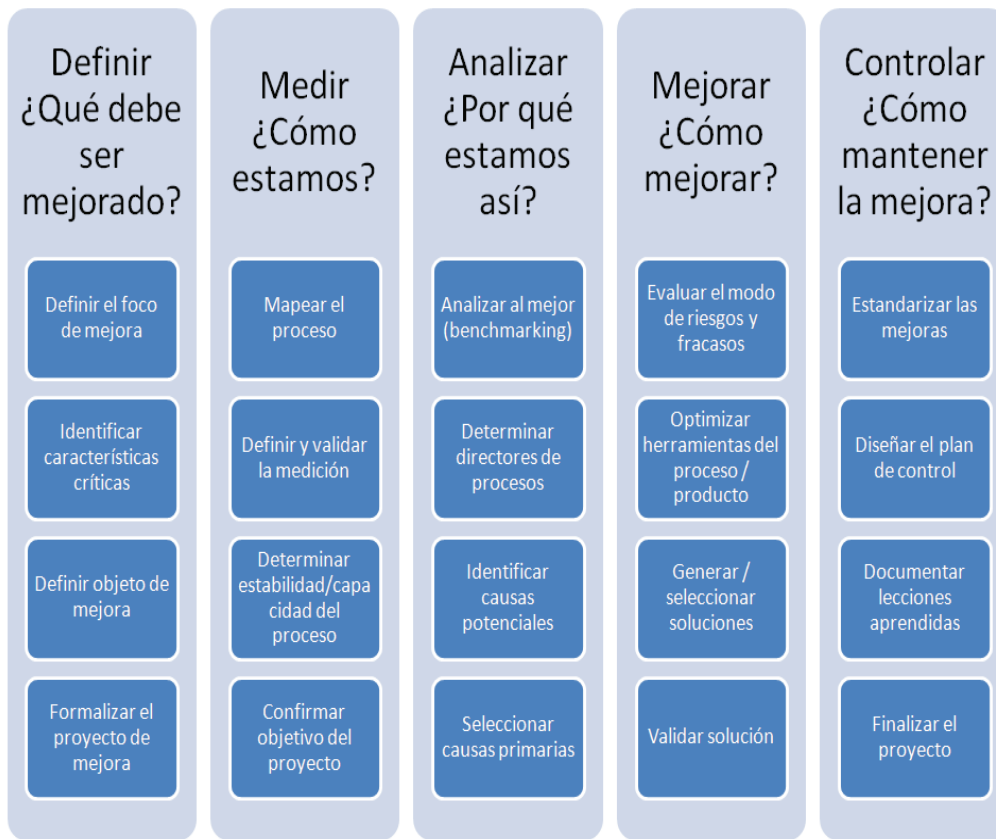 Definir
¿Qué debe
ser
mejorado?
Definir el foco
de mejora
Identificar
características
críticas
Definir objeto de
mejora
Formalizar el
proyecto de
mejora
Medir
¿Cómo
estamos?
Mapear el
proceso
Definir y validar
la medición
Determinar
estabilidad/capa
cidad del
proceso
Confirmar
objetivo del
proyecto
Analizar
¿Por qué
estamos
así?
Analizar al mejor
(benchmarking)
Determinar
directores de
procesos
Identificar
causas
potenciales
Seleccionar
causas primarias
Mejorar
¿Cómo
mejorar?
Evaluar el modo
de riesgos y
fracasos
Optimizar
herramientas del
proceso /
producto
Generar /
seleccionar
soluciones
Validar solución
Controlar
¿Cómo
mantener
la mejora?
Estandarizar las
mejoras
Diseñar el plan
de control
Documentar
lecciones
aprendidas
Finalizar el
proyecto